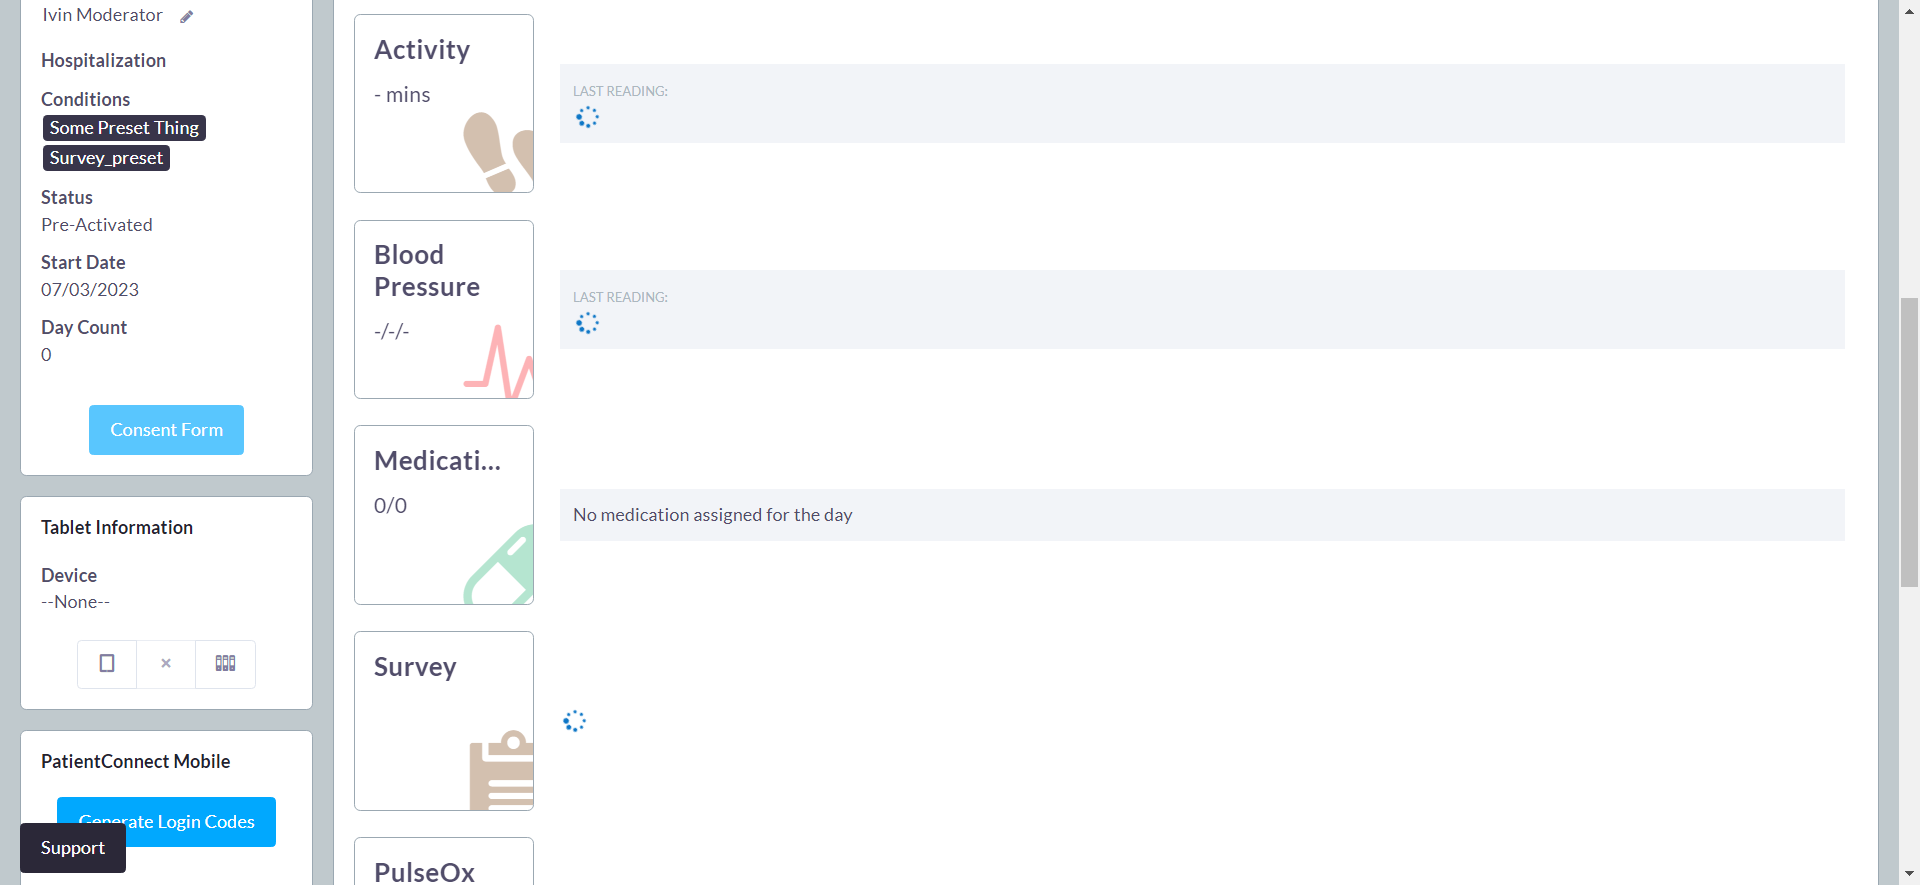 Ivin Moderator
Hospitalization
Conditions
Some Preset Thing
Survey_preset
Status
Pre-Activated
Start Date
07/03/2023
Day Count
0
Consent Form
Tablet Information
Device
--None--
PatientConnect Mobile
Generate Login Codes
Support
Activity
- mins
LAST READING:
Blood
Pressure
-/-/-
LAST READING:
Medicati...
0/0
No medication assigned for the day
Survey
PulseOx